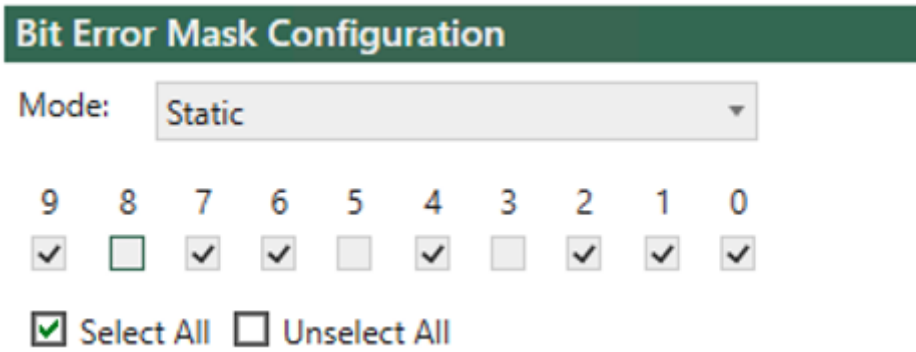 Bit Error Mask Configuration
Mode: Static
9 8 7 6 5 4 3 2 1 0
Select All Unselect All